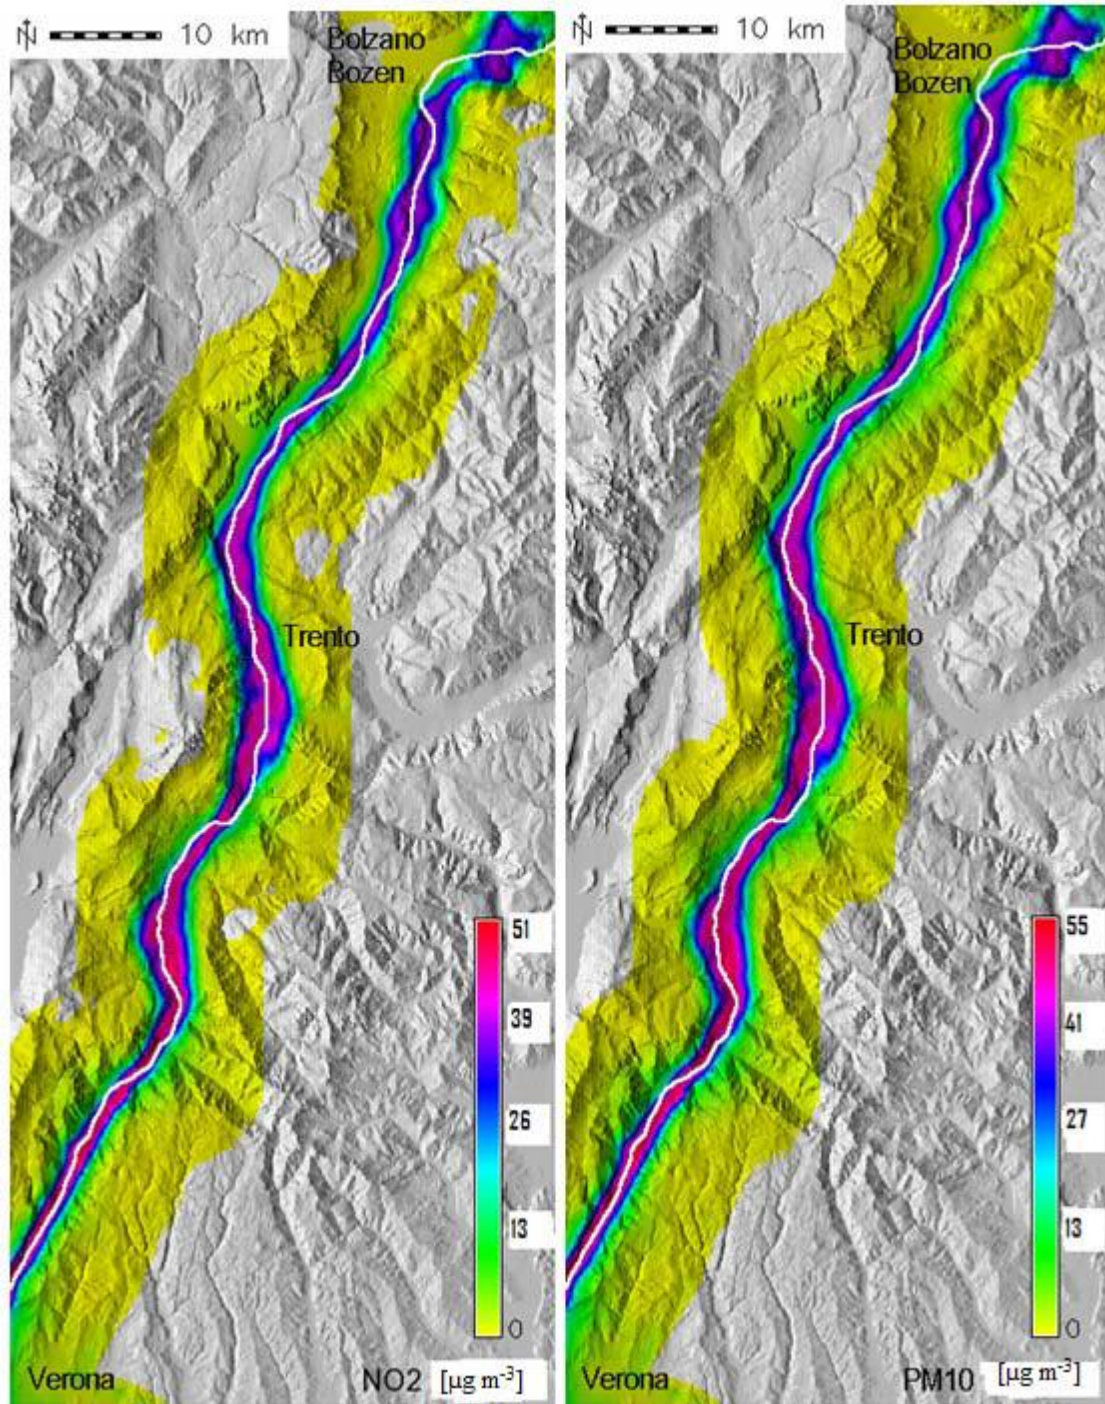 N 10 km
Bolzano
Bozen
Trento
51
39
26
13
0
Verona NO2 [µg m-3]
N 10 km
Bolzano
Bozen
Trento
55
41
27
13
0
Verona PM10 [µg m-3]